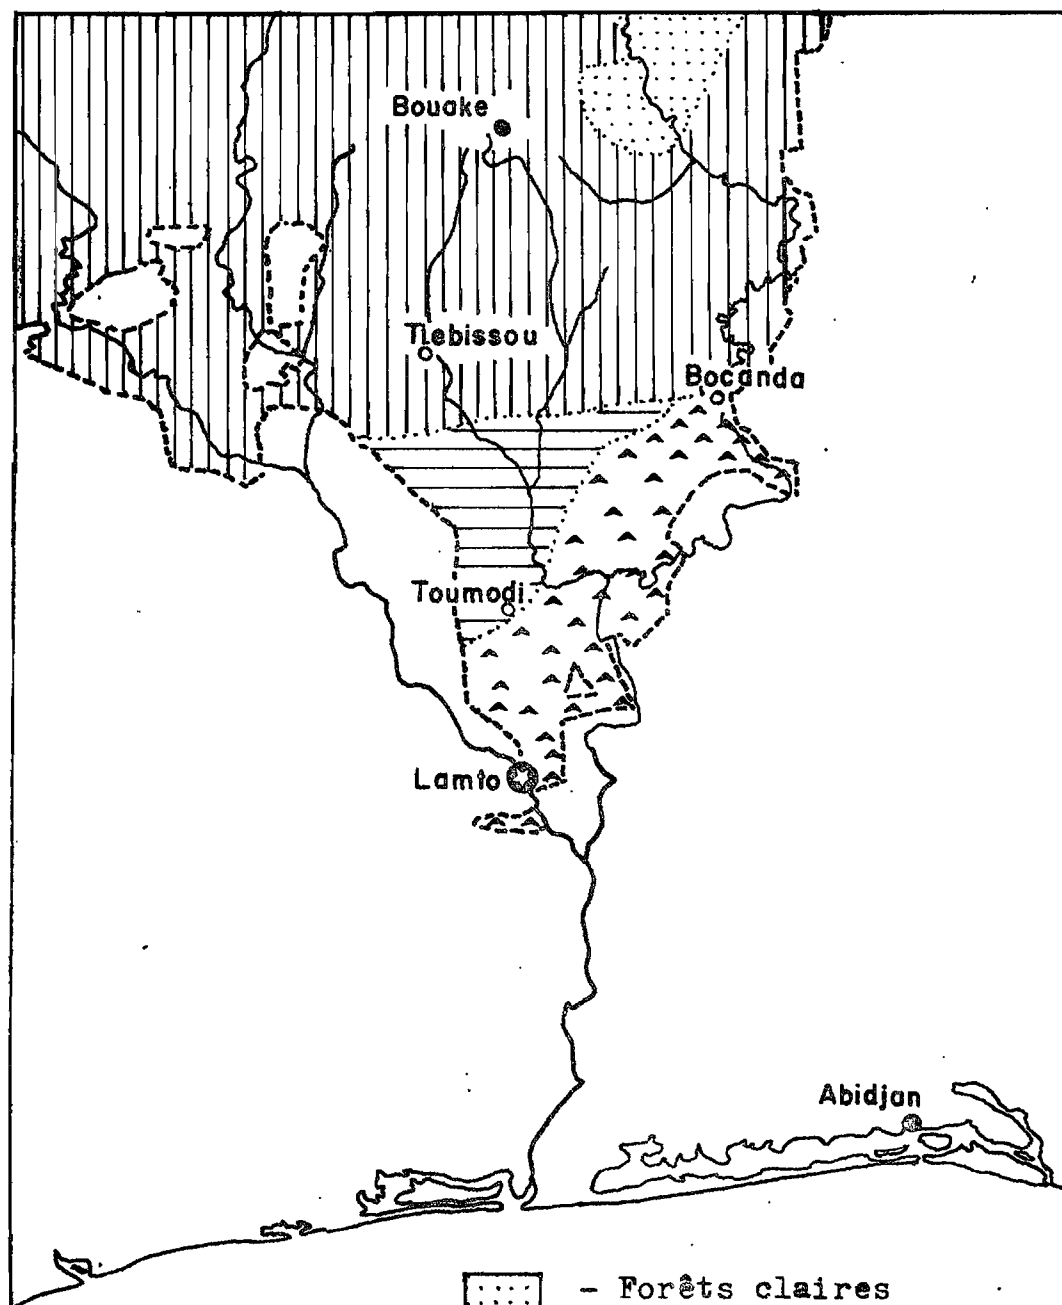 Bouake
Tiebissou
Bocanda
Toumodi
Lamto
Abidjan
- Forêts claires